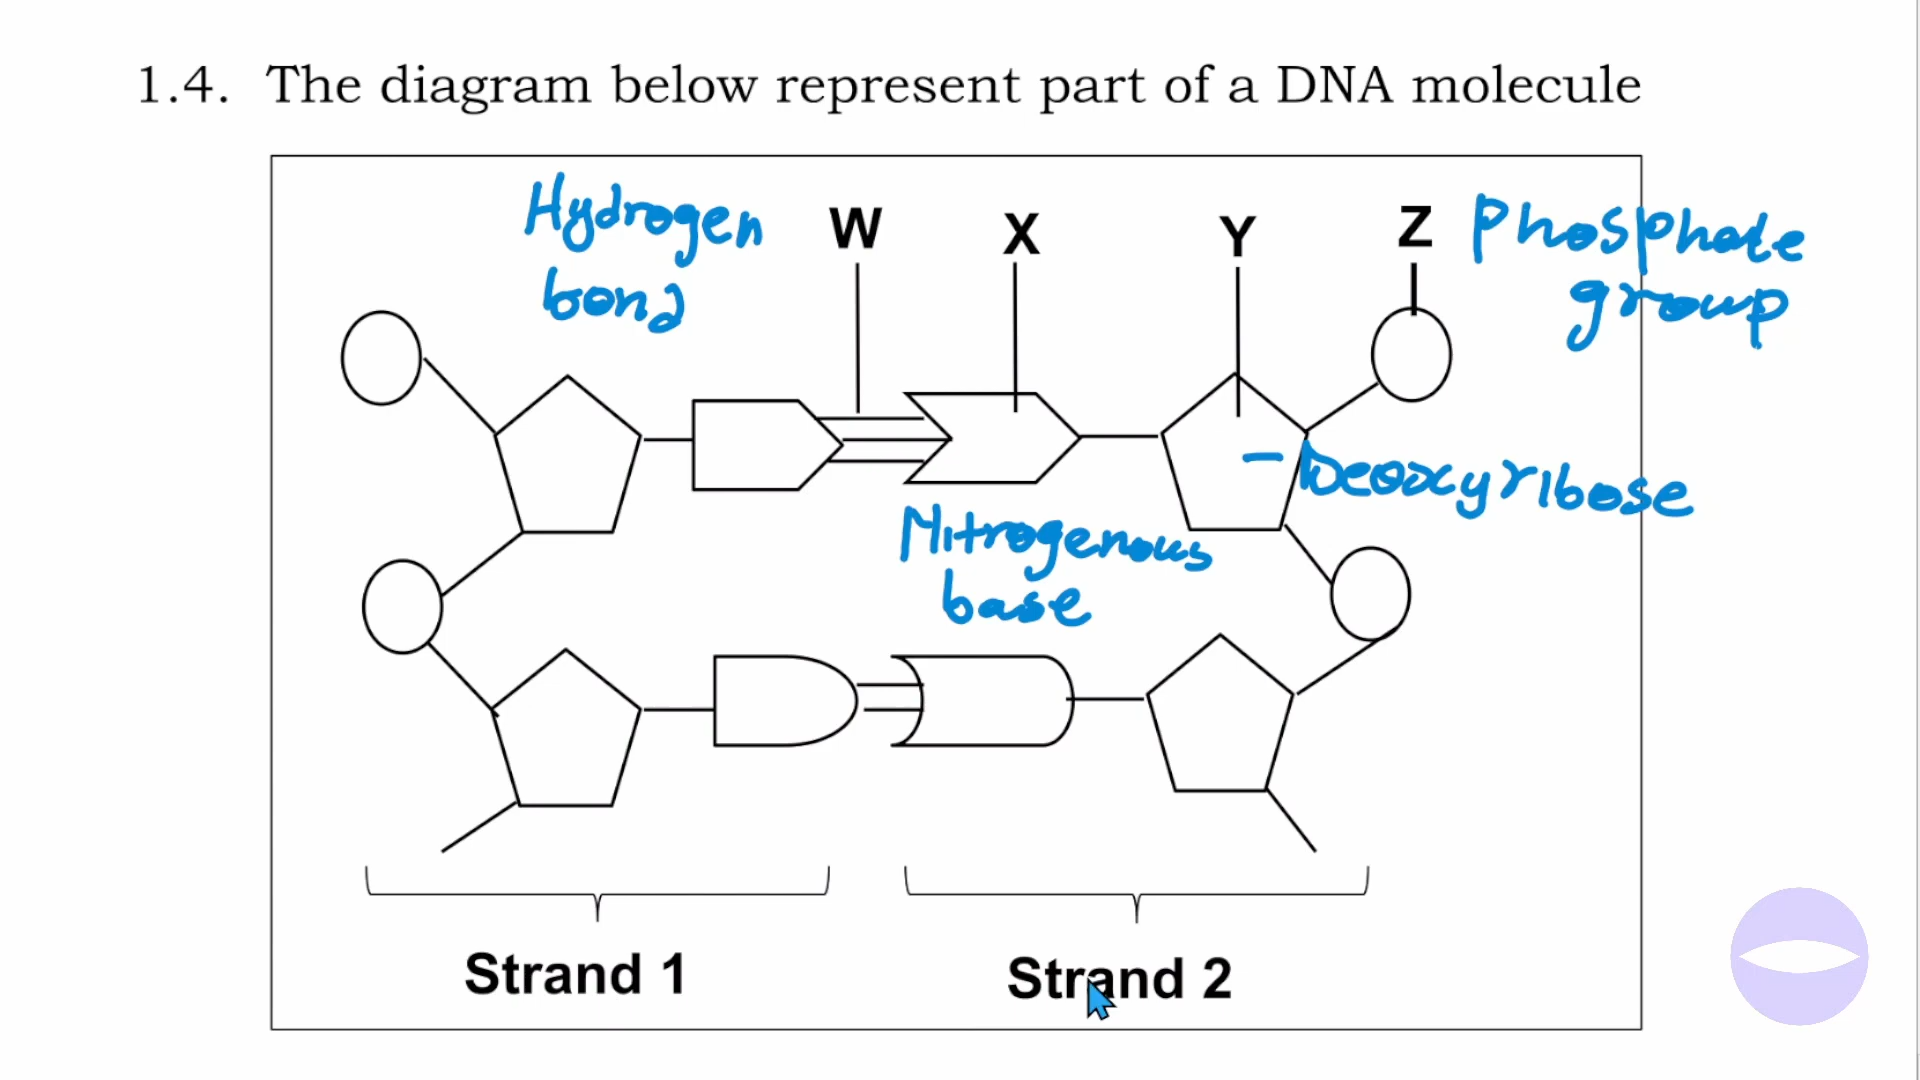 1.4. The diagram below represent part of a DNA molecule
Hydrogen
bond
W
X
Y
Z
Phosphate
group
- Deoxyribose
Nitrogenous
base
Strand 1
Strand 2